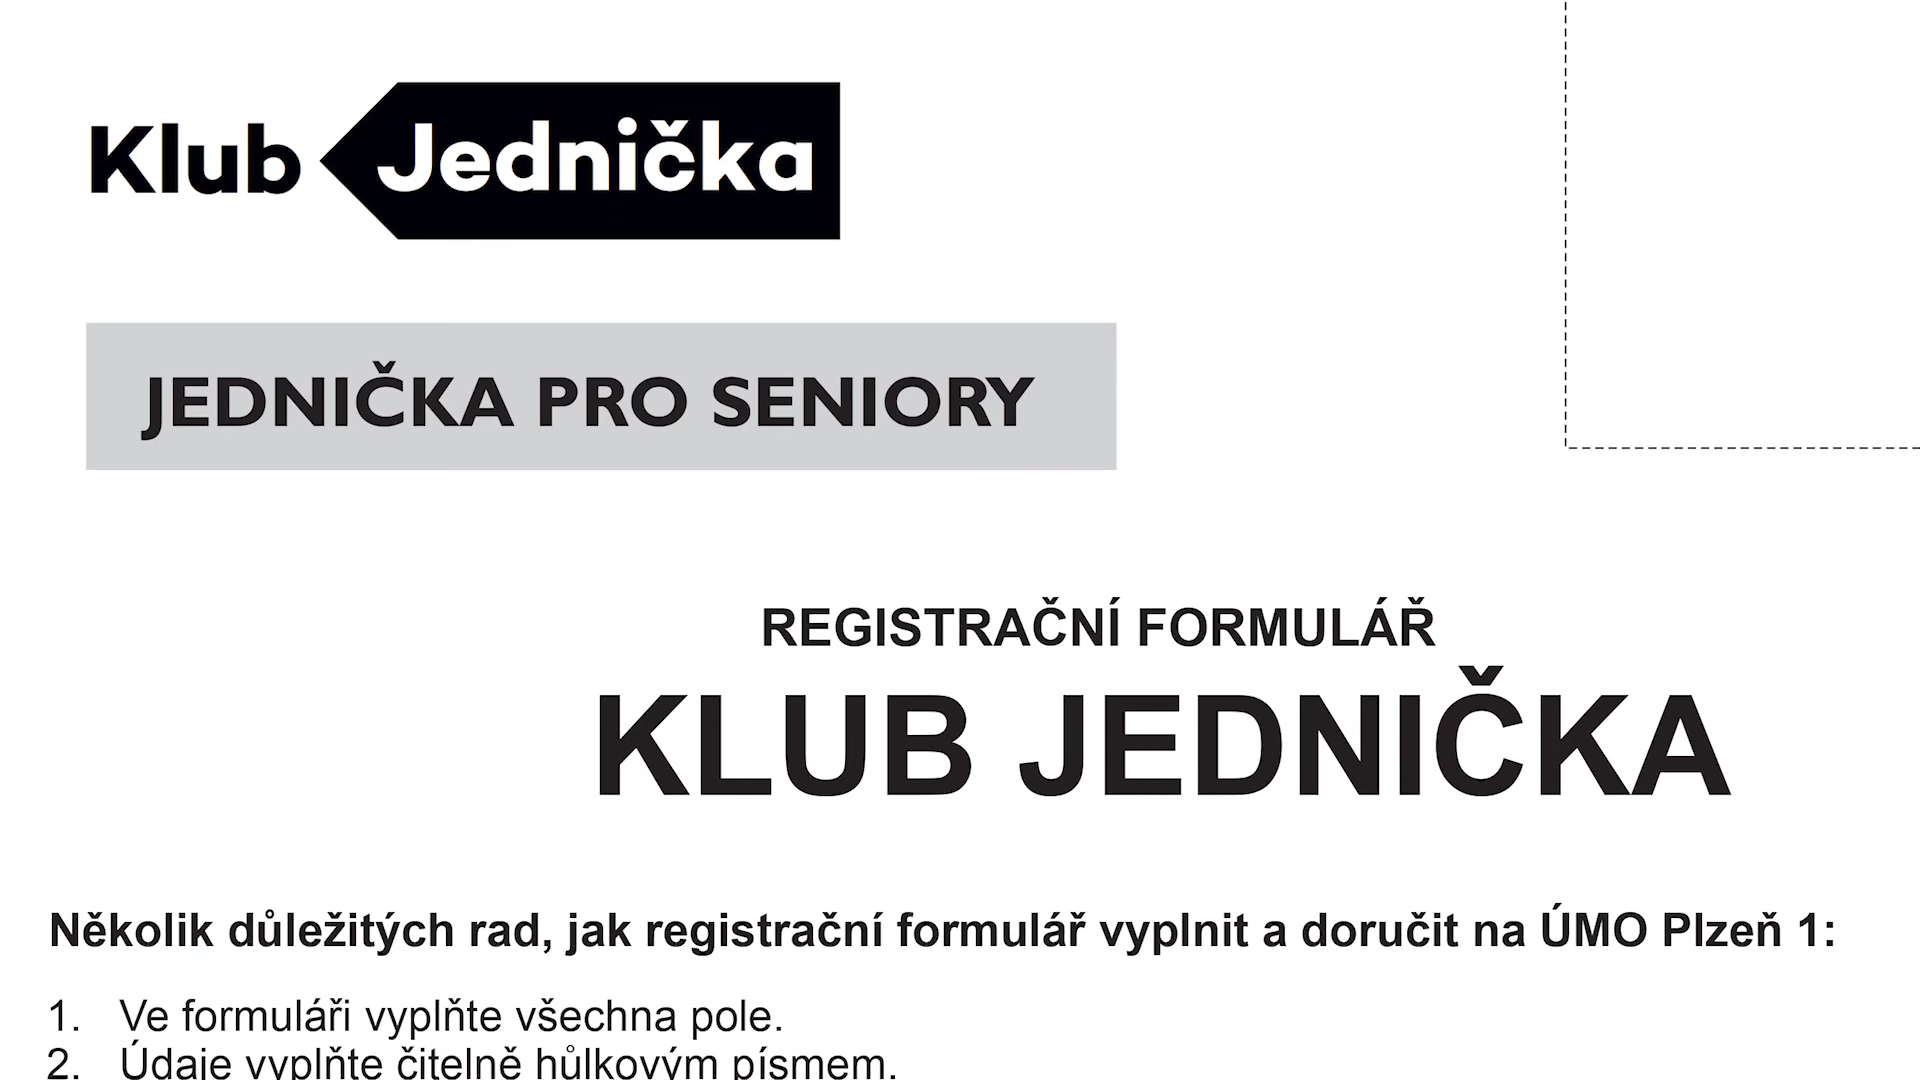 Klub Jednička
JEDNIČKA PRO SENIORY
REGISTRAČNÍ FORMULÁŘ
KLUB JEDNIČKA
Několik důležitých rad, jak registrační formulář vyplnit a doručit na ÚMO Plzeň 1:
1. Ve formuláři vyplňte všechna pole.
2. Údaje vyplňte čitelně hůlkovým písmem.